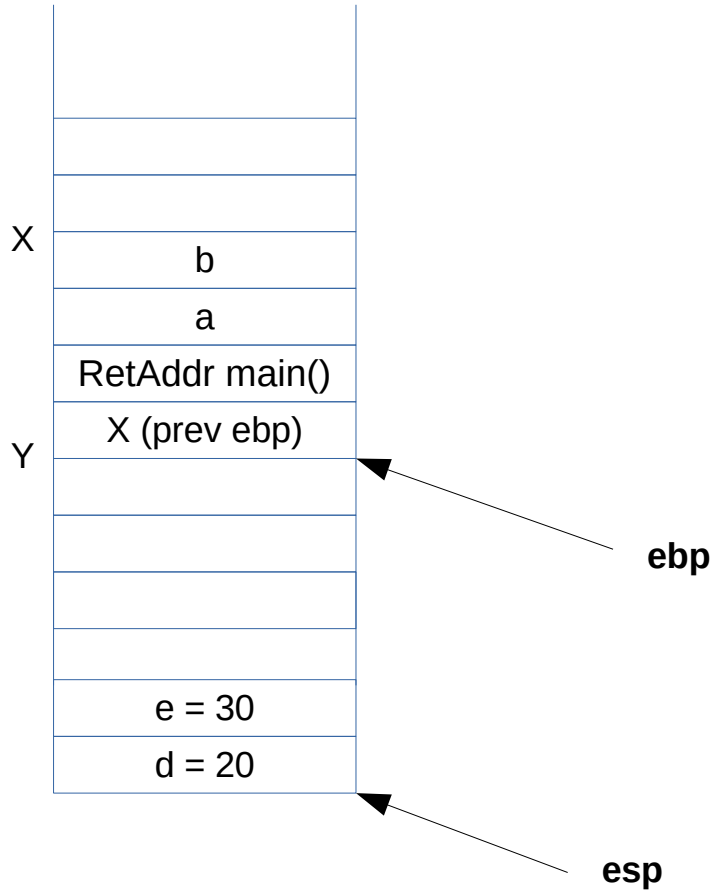 X
b
a
RetAddr main()
X (prev ebp)
Y
ebp
e = 30
d = 20
esp